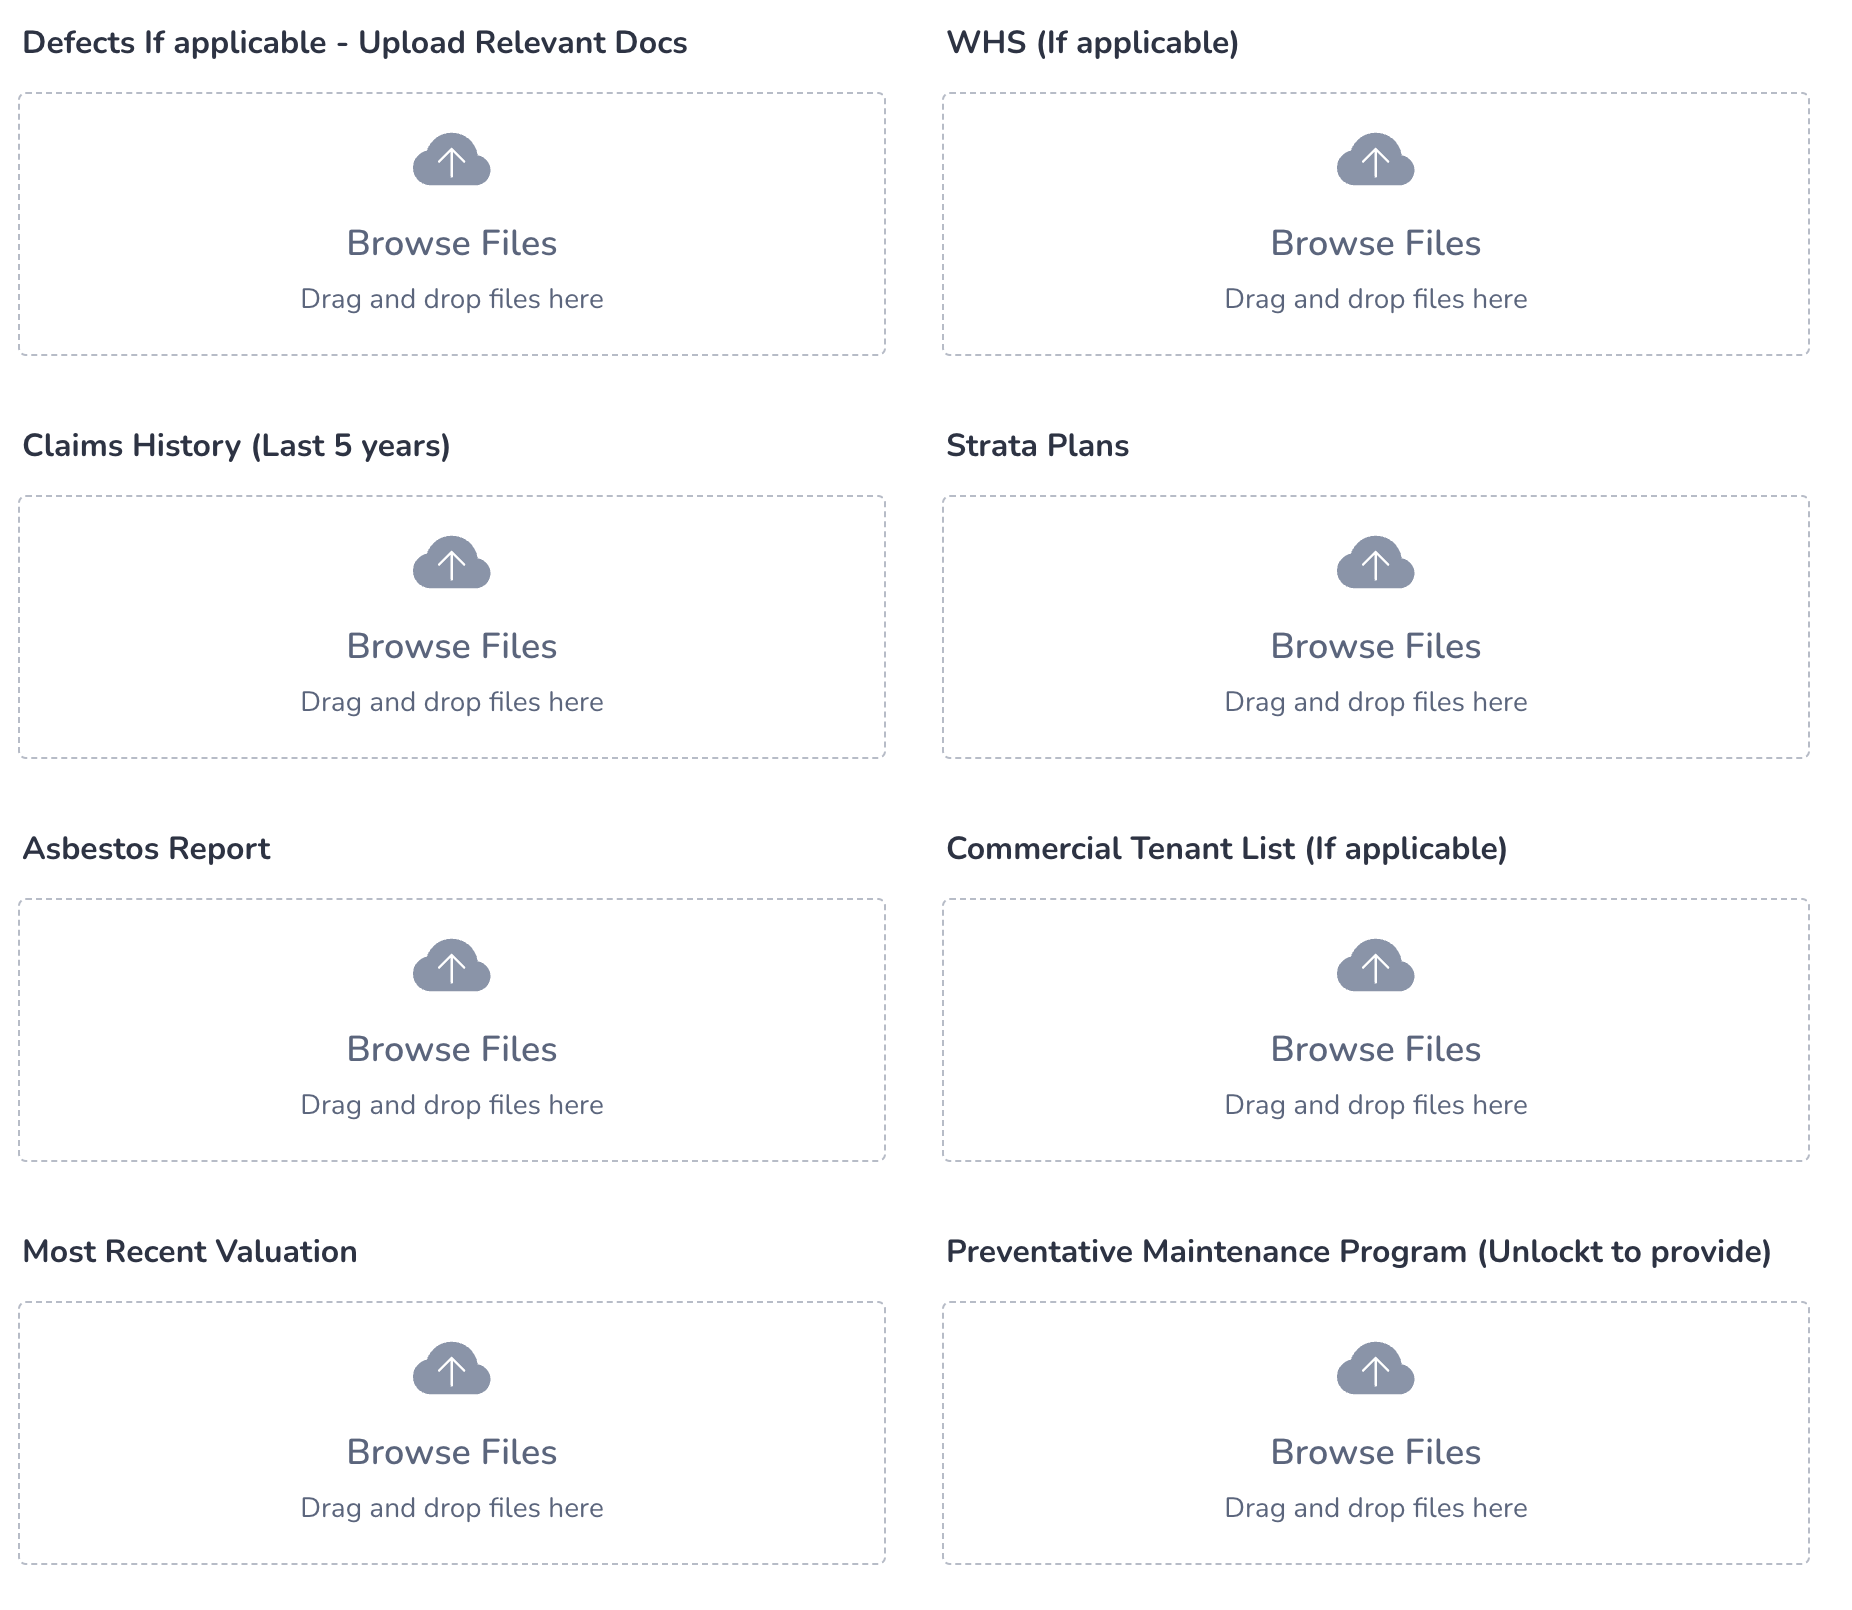 Defects If applicable - Upload Relevant Docs
WHS (If applicable)
Browse Files
Drag and drop files here
Browse Files
Drag and drop files here
Claims History (Last 5 years)
Strata Plans
Browse Files
Drag and drop files here
Browse Files
Drag and drop files here
Asbestos Report
Commercial Tenant List (If applicable)
Browse Files
Drag and drop files here
Browse Files
Drag and drop files here
Most Recent Valuation
Preventative Maintenance Program (Unlockt to provide)
Browse Files
Drag and drop files here
Browse Files
Drag and drop files here